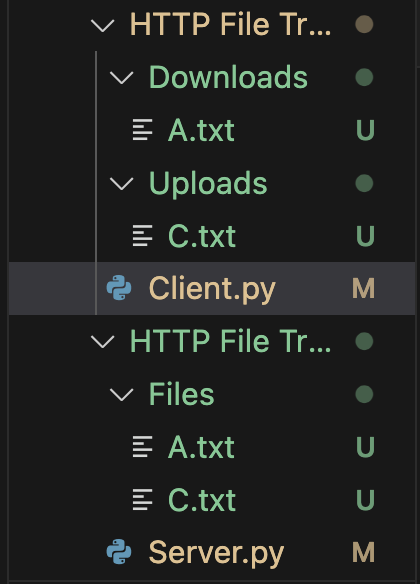 HTTP File Tr...
Downloads
A.txt U
Uploads
C.txt U
Client.py M
HTTP File Tr...
Files
A.txt U
C.txt U
Server.py M